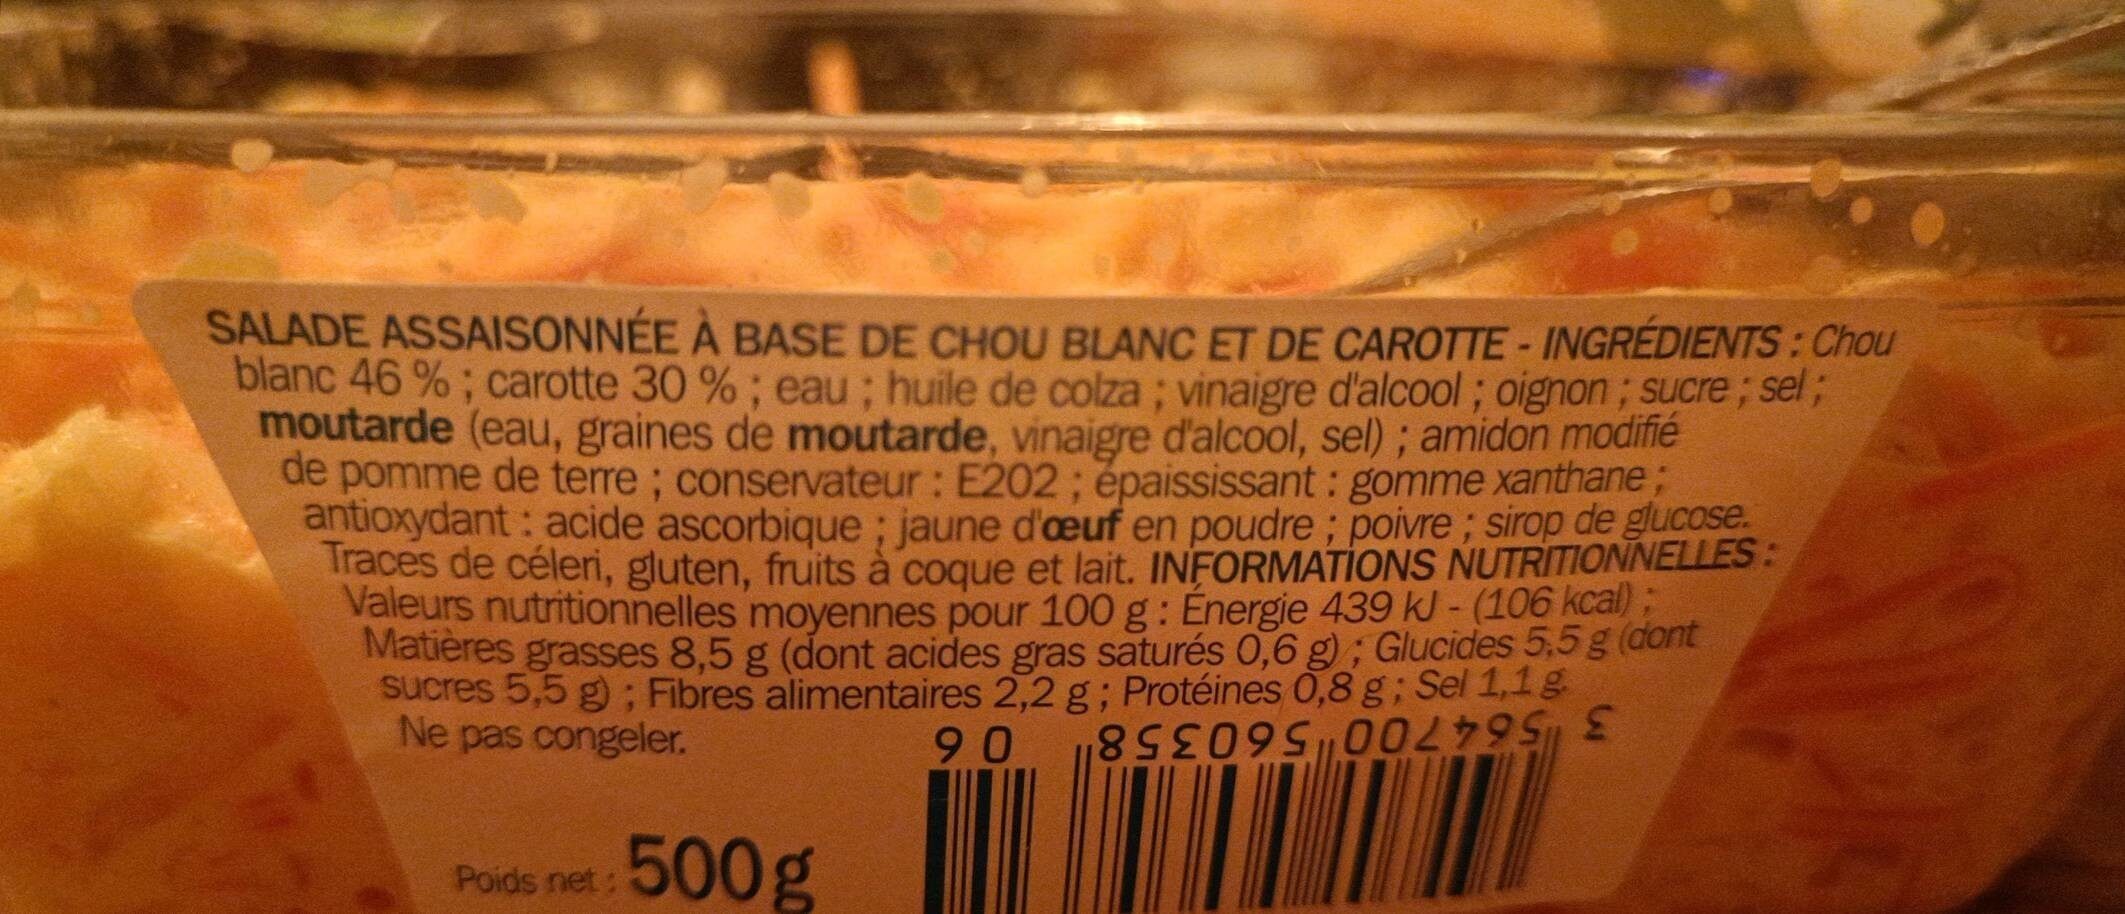 SALADE ASSAISONNÉE À BASE DE CHOU BLANC ET DE CAROTTE - INGRÉDIENTS : Chou
blanc 46 % ; carotte 30 % ; eau ; huile de colza ; vinaigre d'alcool ; oignon ; sucre ; sel ;
moutarde (eau, graines de moutarde, vinaigre d'alcool, sel) ; amidon modifié
de pomme de terre ; conservateur : E202 ; épaississant : gomme xanthane ;
antioxydant : acide ascorbique ; jaune d'œuf en poudre ; poivre ; sirop de glucose.
Traces de céleri, gluten, fruits à coque et lait. INFORMATIONS NUTRITIONNELLES :
Valeurs nutritionnelles moyennes pour 100 g : Énergie 439 kJ - (106 kcal) ;
Matières grasses 8,5 g (dont acides gras saturés 0,6 g) ; Glucides 5,5 g (dont
sucres 5,5 g) ; Fibres alimentaires 2,2 g ; Protéines 0,8 g ; Sel 1,1 g.
Ne pas congeler.
3 564700 560358 06
Poids net : 500g